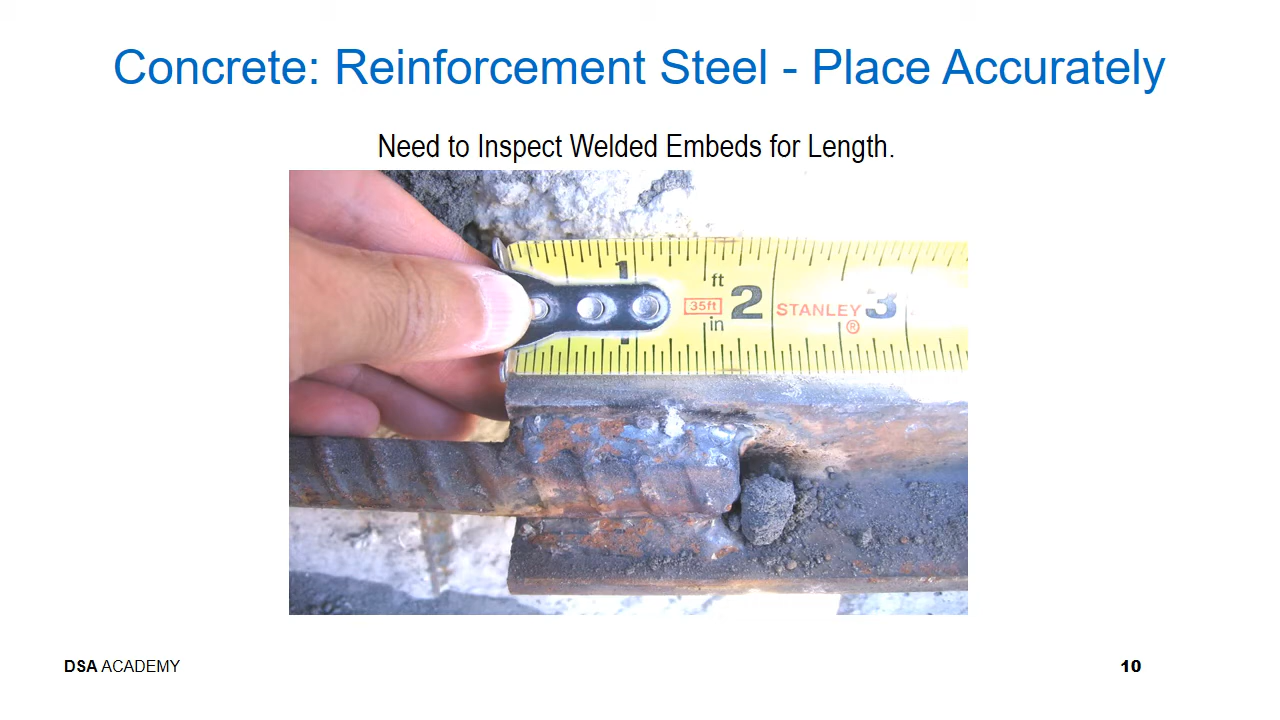 Concrete: Reinforcement Steel - Place Accurately
Need to Inspect Welded Embeds for Length.
1
ft
35ft
in
2
STANLEY
®
3
DSA ACADEMY
10